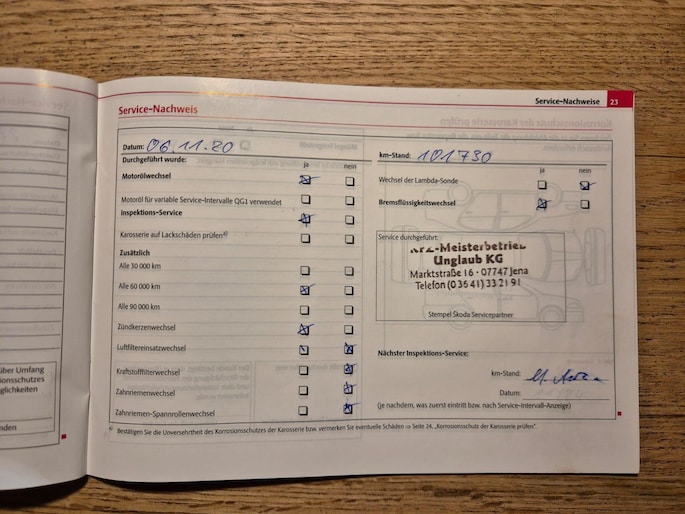 Service-Nachweise 23
Service-Nachweis
Datum: 06.11.20
Durchgeführt wurde: ja nein
Motorölwechsel
Motoröl für variable Service-Intervalle QG1 verwendet
Inspektions-Service
Karosserie auf Lackschäden prüfen a)
Zusätzlich
Alle 30 000 km
Alle 60 000 km
Alle 90 000 km
Zündkerzenwechsel
Luftfiltereinsatzwechsel
Kraftstofffilterwechsel
Zahnriemenwechsel
Zahnriemen-Spannrollenwechsel
km-Stand: 101730
ja nein
Wechsel der Lambda-Sonde
Bremsflüssigkeitswechsel
Service durchgeführt:
KFZ-Meisterbetrieb
Unglaub KG
Marktstraße 16 · 07747 Jena
Telefon (0 36 41) 33 21 91
Stempel Škoda Servicepartner
Nächster Inspektions-Service:
km-Stand:
Datum:
(je nachdem, was zuerst eintritt bzw. nach Service-Intervall-Anzeige)
a) Bestätigen Sie die Unversehrtheit des Korrosionsschutzes der Karosserie bzw. vermerken Sie eventuelle Schäden ⇒ Seite 24, „Korrosionsschutz der Karosserie prüfen".
über Umfang
ionsschutzes
glichkeiten
nden